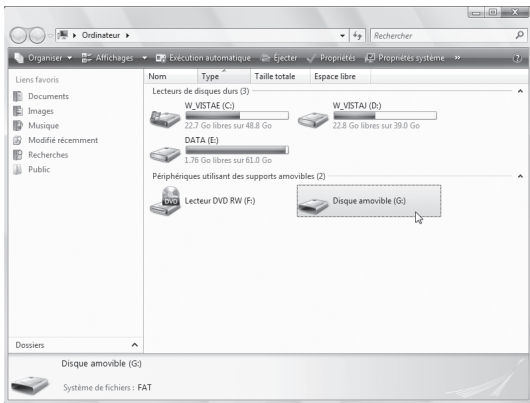 Ordinateur
Rechercher
Organiser Affichages Exécution automatique Éjecter Propriétés Propriétés système »
Liens favoris
Documents
Images
Musique
Modifié récemment
Recherches
Public
Dossiers
Nom Type Taille totale Espace libre
Lecteurs de disques durs (3)
W_VISTAE (C:)
22.7 Go libres sur 48.8 Go
W_VISTAJ (D:)
22.8 Go libres sur 39.0 Go
DATA (E:)
1.76 Go libres sur 61.0 Go
Périphériques utilisant des supports amovibles (2)
DVD
Lecteur DVD RW (F:)
Disque amovible (G:)
Disque amovible (G:)
Système de fichiers : FAT